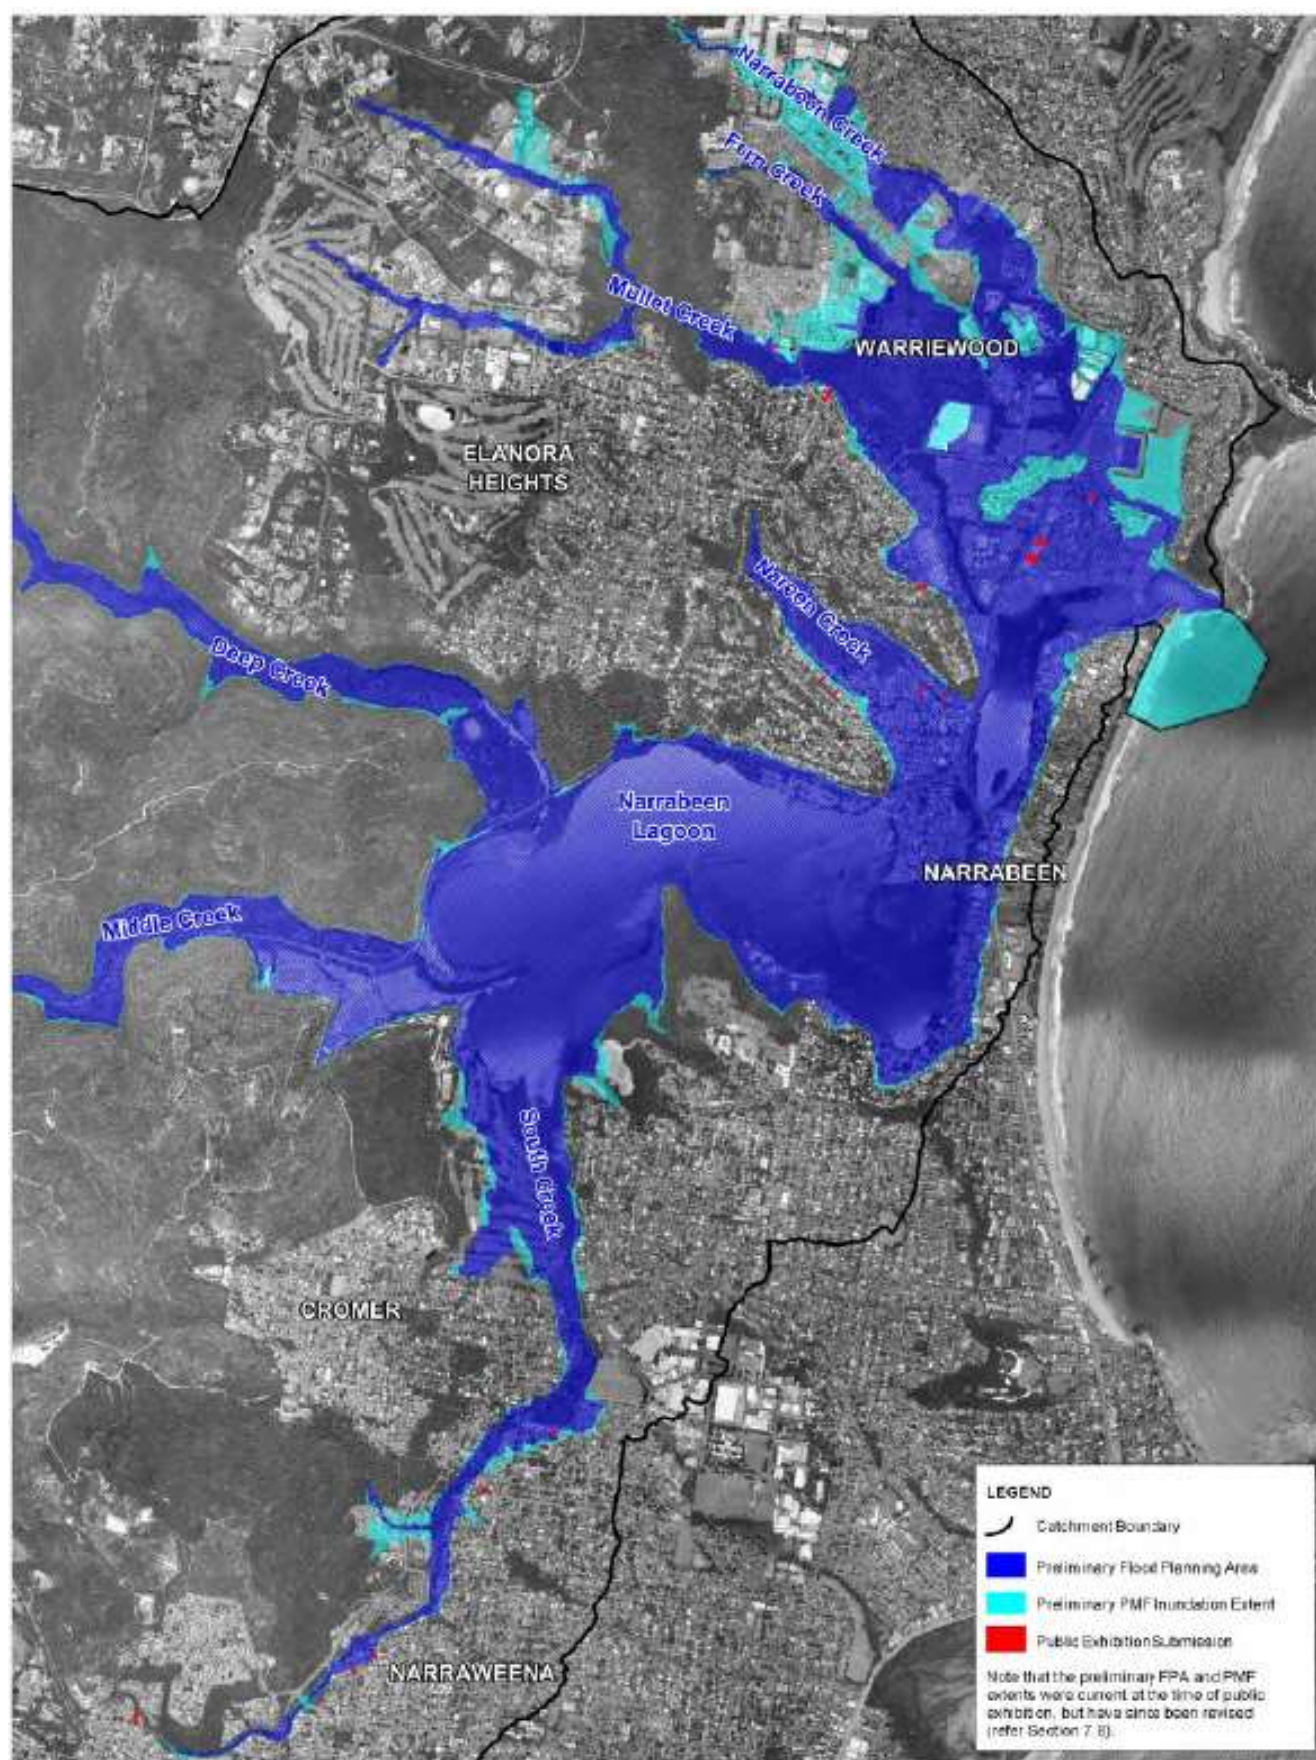 Narrabeen Creek
Fern Creek
Mullet Creek
WARRIEWOOD
ELANORA
HEIGHTS
Nareen Creek
Deep Creek
Narrabeen
Lagoon
NARRABEEN
Middle Creek
South Creek
CROMER
NARRAWEENA
LEGEND
Catchment Boundary
Preliminary Flood Planning Area
Preliminary PMF Inundation Extent
Public Exhibition Submission
Note that the preliminary FPA and PMF
extents were current at the time of public
exhibition, but have since been revised
(refer Section 7.8).